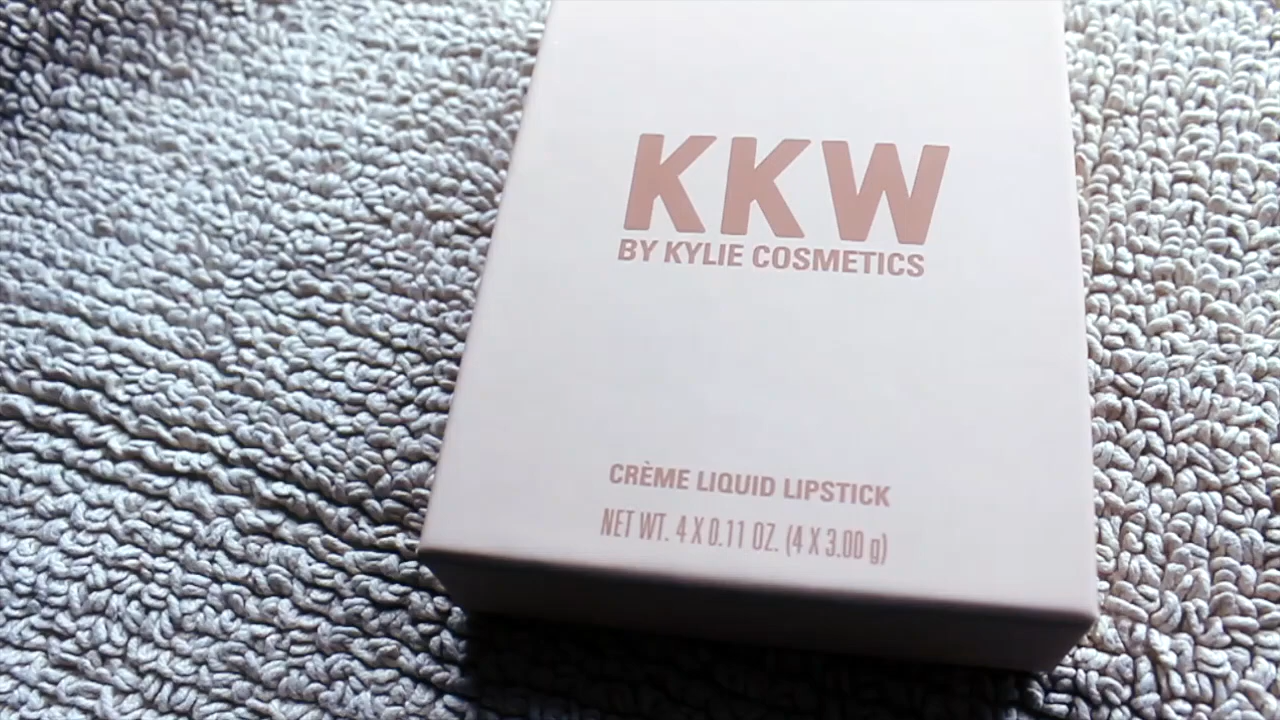 KKW
BY KYLIE COSMETICS
CRÈME LIQUID LIPSTICK
NET WT. 4 X 0.11 OZ. (4 X 3.00 g)